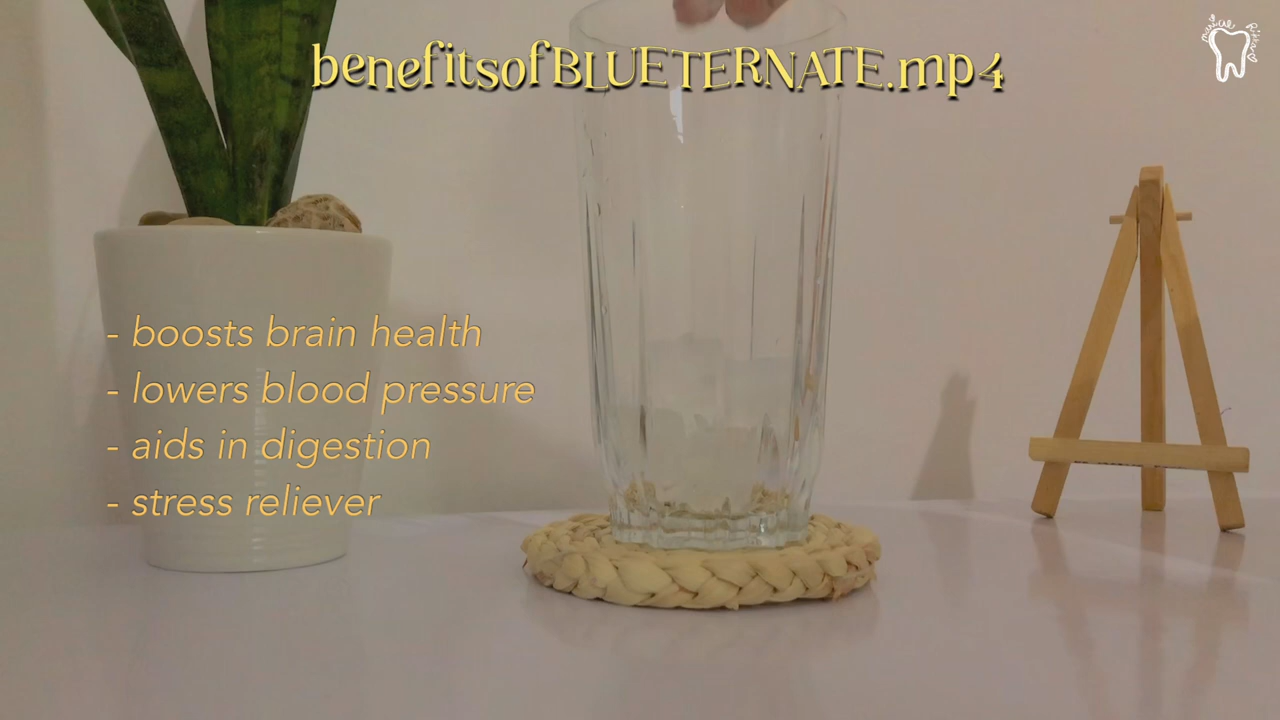 benefitsofBLUETERNATE.mp4
- boosts brain health
- lowers blood pressure
- aids in digestion
- stress reliever